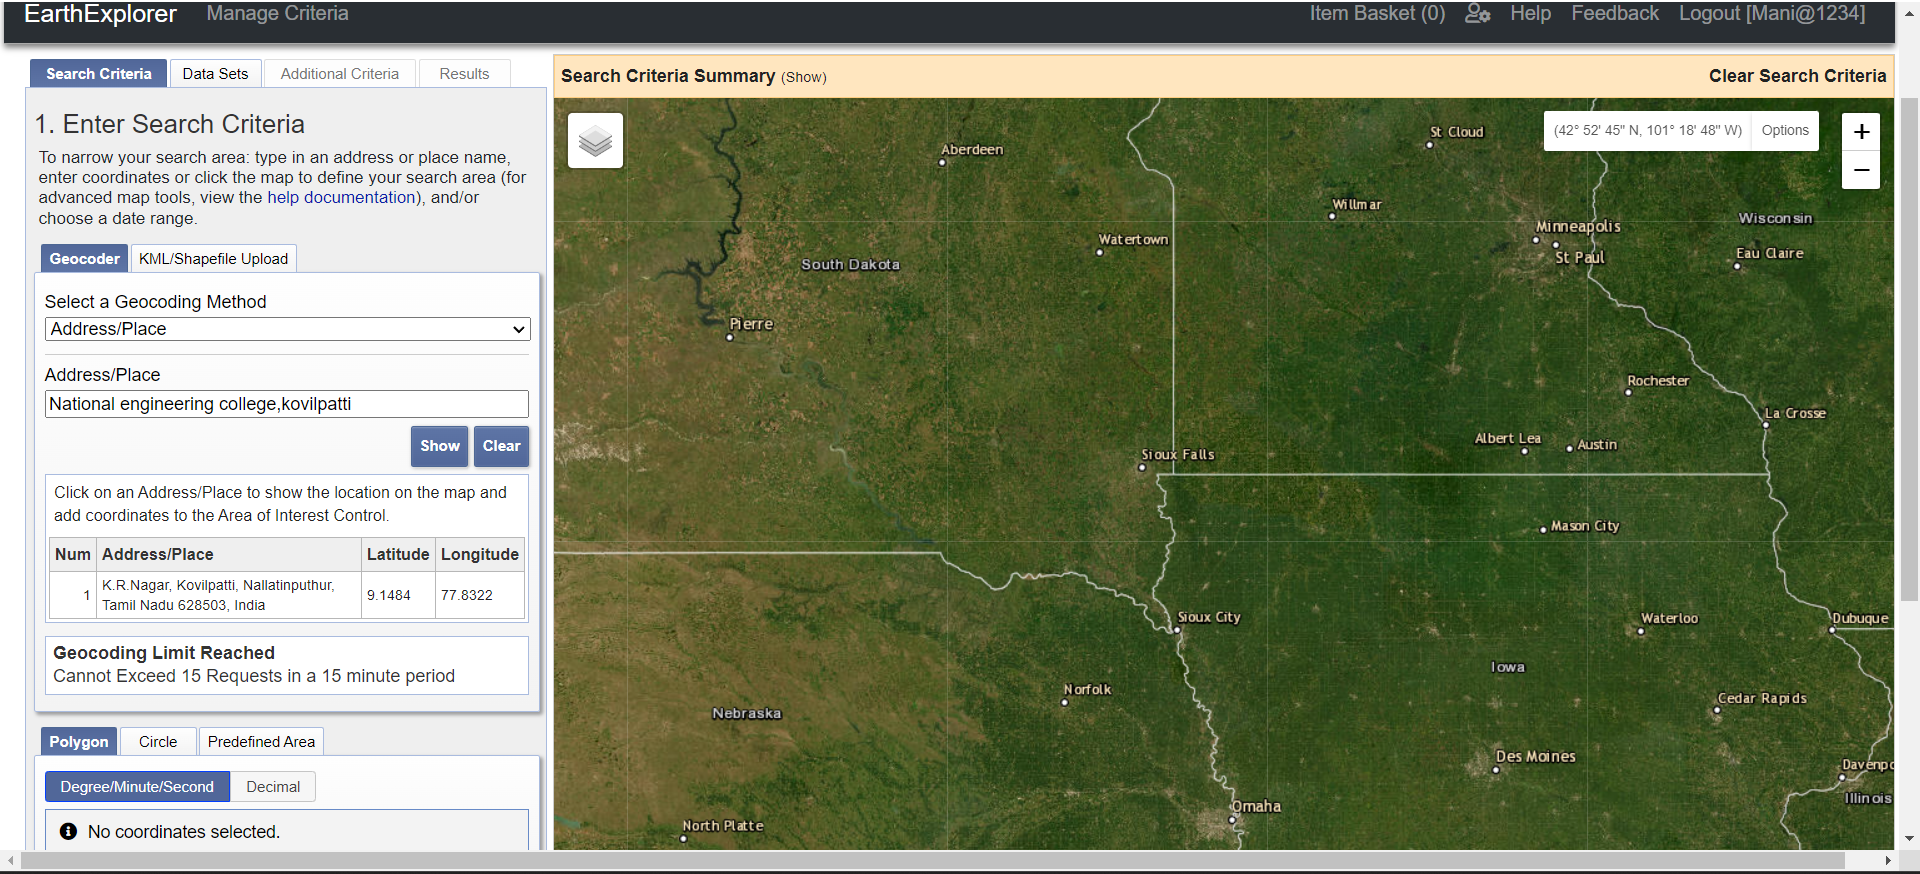 EarthExplorer
Manage Criteria
Item Basket (0)
Help
Feedback
Logout [Mani@1234]
Search Criteria
Data Sets
Additional Criteria
Results
1. Enter Search Criteria
To narrow your search area: type in an address or place name,
enter coordinates or click the map to define your search area (for
advanced map tools, view the help documentation), and/or
choose a date range.
Geocoder
KML/Shapefile Upload
Select a Geocoding Method
Address/Place
Address/Place
National engineering college,kovilpatti
Show
Clear
Click on an Address/Place to show the location on the map and
add coordinates to the Area of Interest Control.
Num Address/Place Latitude Longitude
1 K.R.Nagar, Kovilpatti, Nallatinputhur,
Tamil Nadu 628503, India 9.1484 77.8322
Geocoding Limit Reached
Cannot Exceed 15 Requests in a 15 minute period
Polygon
Circle
Predefined Area
Degree/Minute/Second
Decimal
No coordinates selected.
Search Criteria Summary (Show)
Clear Search Criteria
(42° 52' 45" N, 101° 18' 48" W)
Options
+
−
St Cloud
Aberdeen
Willmar
Wisconsin
Minneapolis
Watertown
Eau Claire
St Paul
South Dakota
Pierre
Rochester
La Crosse
Albert Lea
Austin
Sioux Falls
Mason City
Sioux City
Waterloo
Dubuque
Iowa
Norfolk
Cedar Rapids
Nebraska
Des Moines
Davenpo
Illinois
Omaha
North Platte